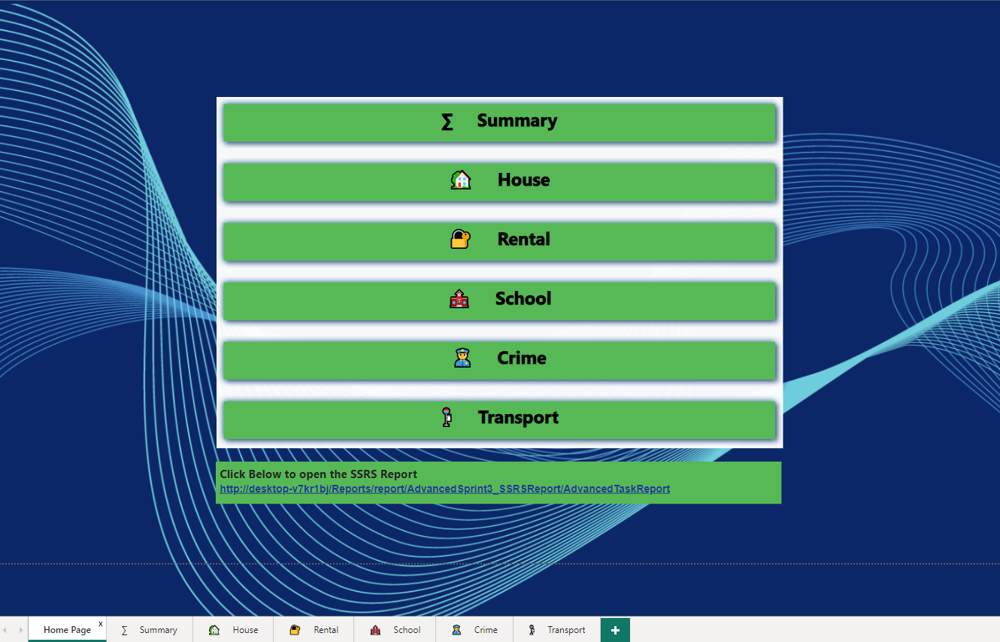 ∑ Summary
House
Rental
School
Crime
Transport
Click Below to open the SSRS Report
http://desktop-v7kr1bj/Reports/report/AdvancedSprint3_SSRSReport/AdvancedTaskReport
Home Page x ∑ Summary House Rental School Crime Transport +